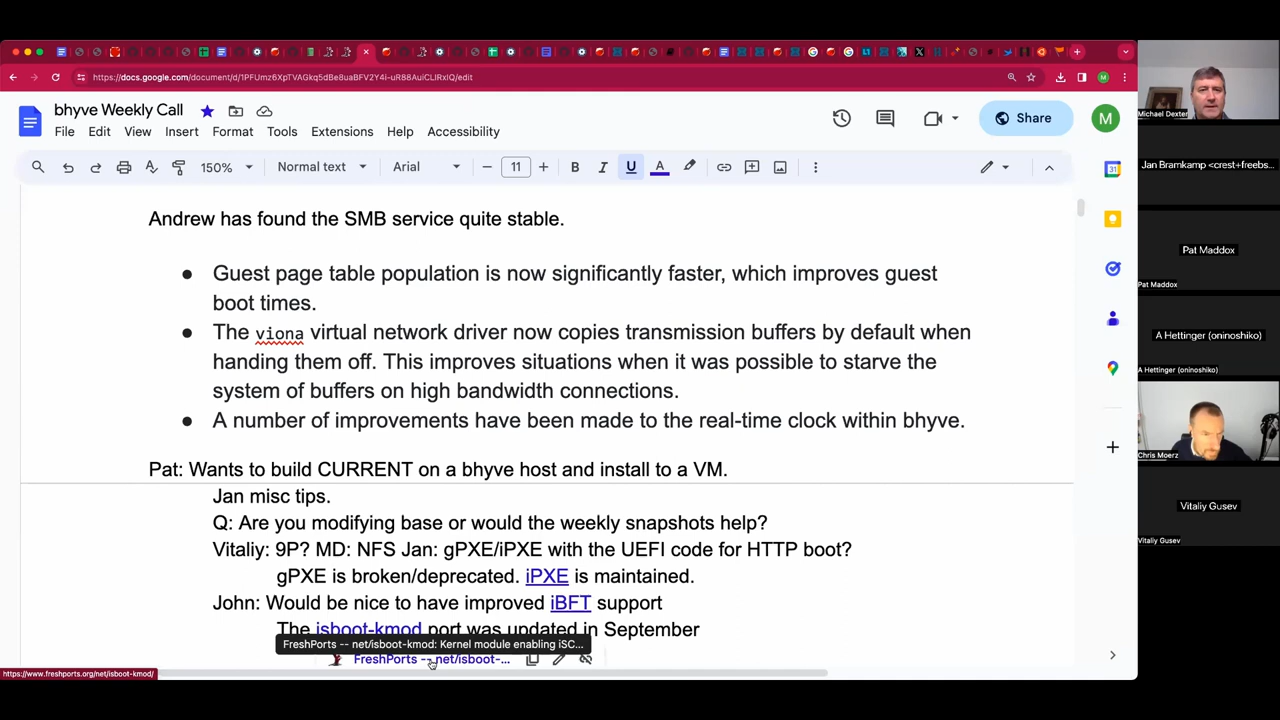 https://docs.google.com/document/d/1PFUmz6XpTVAGkq5dBe8uaBFV2Y4i-uR88AuiCLlRxIQ/edit
bhyve Weekly Call
File Edit View Insert Format Tools Extensions Help Accessibility
Share
M
150% Normal text Arial 11 B I U A
31
Andrew has found the SMB service quite stable.
Guest page table population is now significantly faster, which improves guest
boot times.
The viona virtual network driver now copies transmission buffers by default when
handing them off. This improves situations when it was possible to starve the
system of buffers on high bandwidth connections.
A number of improvements have been made to the real-time clock within bhyve.
Pat: Wants to build CURRENT on a bhyve host and install to a VM.
Jan misc tips.
Q: Are you modifying base or would the weekly snapshots help?
Vitaliy: 9P? MD: NFS Jan: gPXE/iPXE with the UEFI code for HTTP boot?
gPXE is broken/deprecated. iPXE is maintained.
John: Would be nice to have improved iBFT support
The isboot-kmod port was updated in September
FreshPorts -- net/isboot-kmod: Kernel module enabling iSC...
FreshPorts -- net/isboot-...
https://www.freshports.org/net/isboot-kmod/
Michael Dexter
Jan Bramkamp <crest+freebs...
Pat Maddox
Pat Maddox
A Hettinger (oninoshiko)
A Hettinger (oninoshiko)
Chris Moerz
Vitaliy Gusev
Vitaliy Gusev